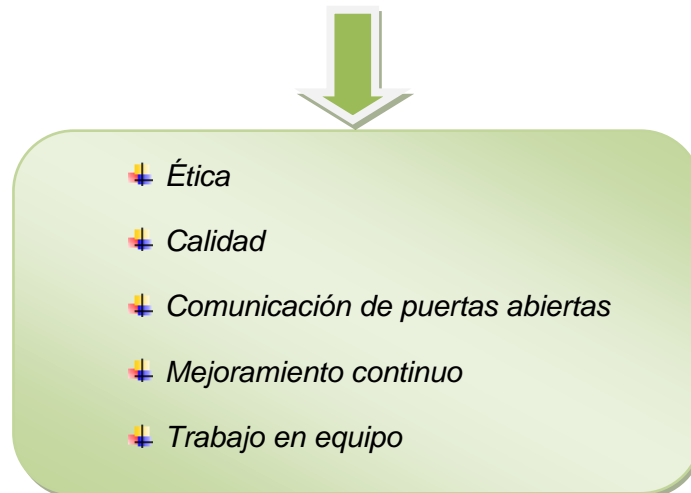 Ética
Calidad
Comunicación de puertas abiertas
Mejoramiento continuo
Trabajo en equipo